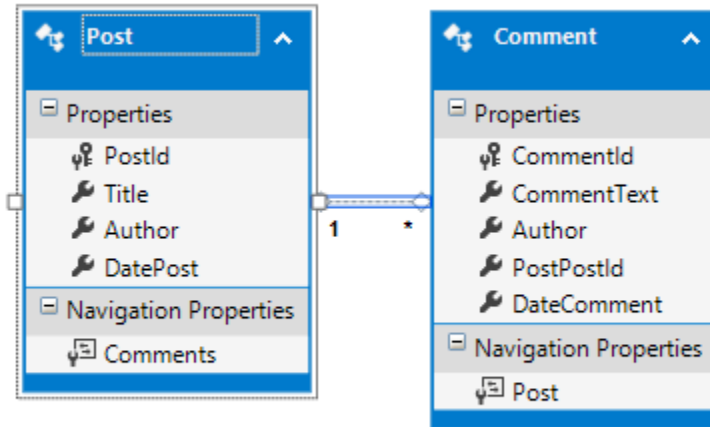 Post
Properties
PostId
Title
Author
DatePost
Navigation Properties
Comments
1 *
Comment
Properties
CommentId
CommentText
Author
PostPostId
DateComment
Navigation Properties
Post